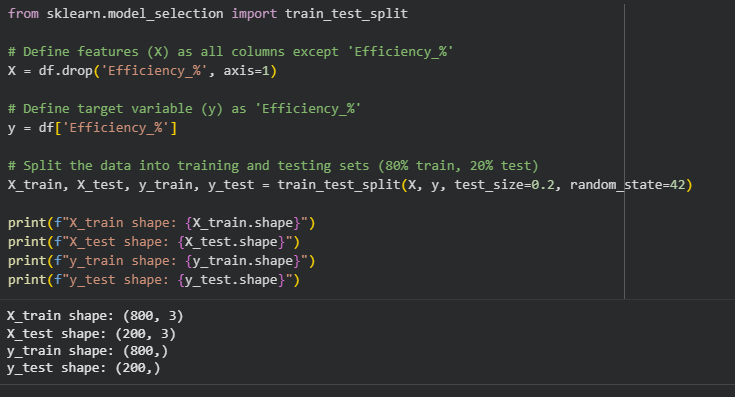 from sklearn.model_selection import train_test_split
# Define features (X) as all columns except 'Efficiency_%'
X = df.drop('Efficiency_%', axis=1)
# Define target variable (y) as 'Efficiency_%'
y = df['Efficiency_%']
# Split the data into training and testing sets (80% train, 20% test)
X_train, X_test, y_train, y_test = train_test_split(X, y, test_size=0.2, random_state=42)
print(f"X_train shape: {X_train.shape}")
print(f"X_test shape: {X_test.shape}")
print(f"y_train shape: {y_train.shape}")
print(f"y_test shape: {y_test.shape}")
X_train shape: (800, 3)
X_test shape: (200, 3)
y_train shape: (800,)
y_test shape: (200,)